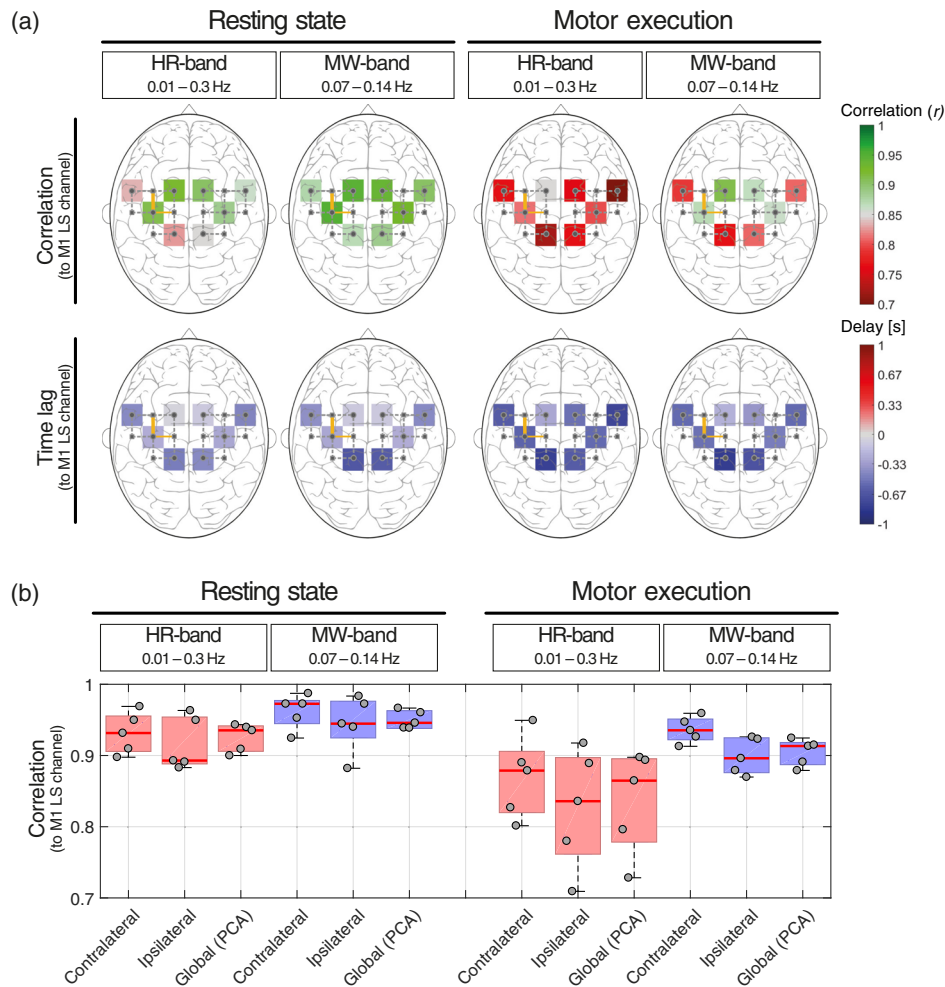 (a)
Resting state
Motor execution
HR-band
0.01 – 0.3 Hz
MW-band
0.07 – 0.14 Hz
HR-band
0.01 – 0.3 Hz
MW-band
0.07 – 0.14 Hz
Correlation
(to M1 LS channel)
Correlation (r)
1
0.95
0.9
0.85
0.8
0.75
0.7
Time lag
(to M1 LS channel)
Delay [s]
1
0.67
0.33
0
-0.33
-0.67
-1
(b)
Resting state
Motor execution
HR-band
0.01 – 0.3 Hz
MW-band
0.07 – 0.14 Hz
HR-band
0.01 – 0.3 Hz
MW-band
0.07 – 0.14 Hz
Correlation
(to M1 LS channel)
1
0.9
0.8
0.7
Contralateral
Ipsilateral
Global (PCA)
Contralateral
Ipsilateral
Global (PCA)
Contralateral
Ipsilateral
Global (PCA)
Contralateral
Ipsilateral
Global (PCA)